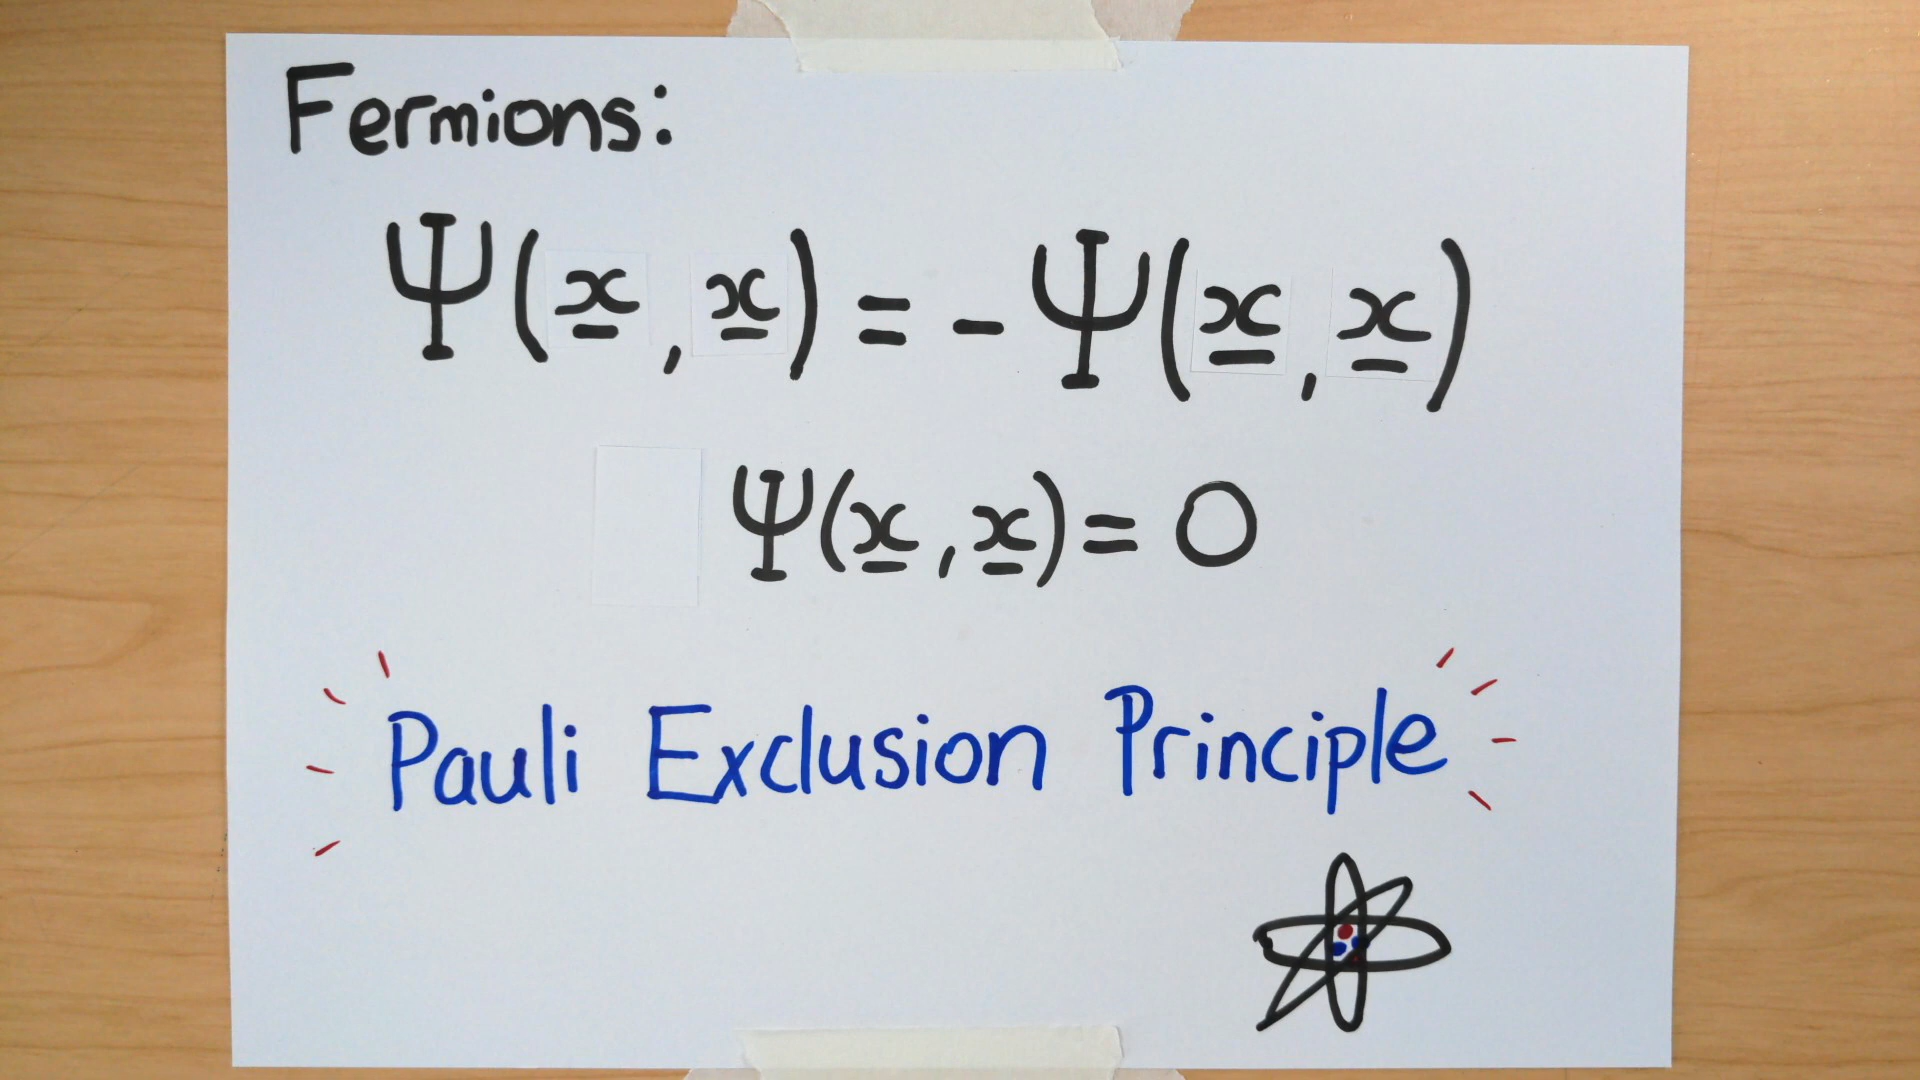 Fermions:
Ψ(x̲, x̲) = -Ψ(x̲, x̲)
Ψ(x̲, x̲) = 0
Pauli Exclusion Principle